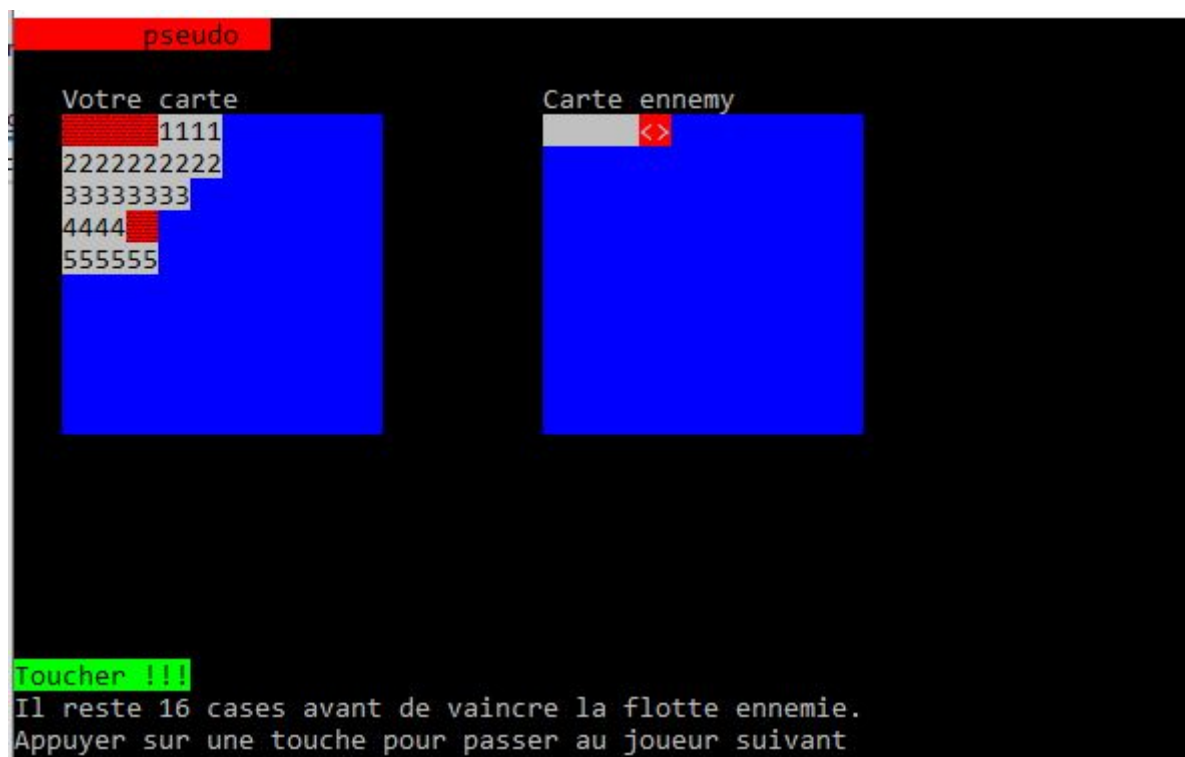 pseudo
Votre carte
Carte ennemy
1111
<>
2222222222
33333333
4444
555555
Toucher !!!
Il reste 16 cases avant de vaincre la flotte ennemie.
Appuyer sur une touche pour passer au joueur suivant